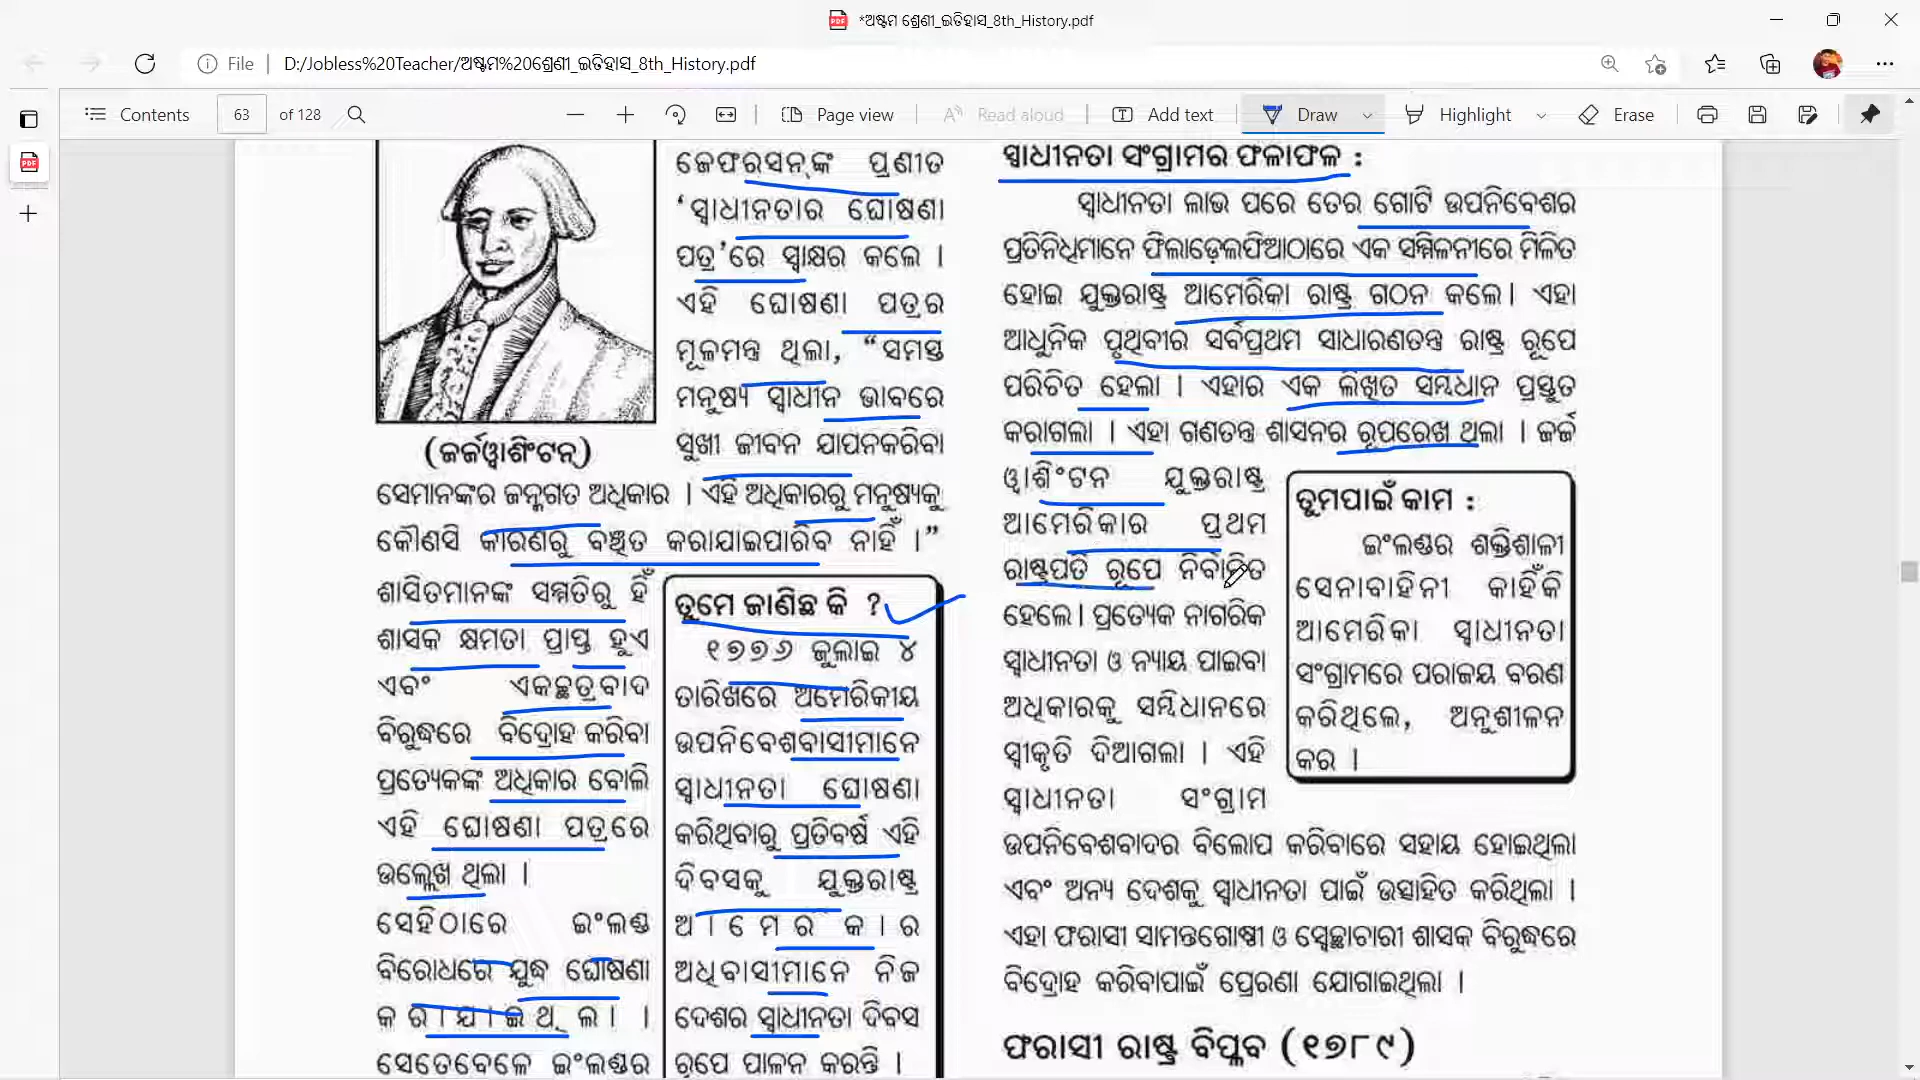 *ଅଷ୍ଟମ ଶ୍ରେଣୀ_ଇତିହାସ_8th_History.pdf
File
D:/Jobless%20Teacher/ଅଷ୍ଟମ%20ଶ୍ରେଣୀ_ଇତିହାସ_8th_History.pdf
Contents
63 of 128
Page view
Read aloud
Add text
Draw
Highlight
Erase
ଜେଫରସନ୍‌ଙ୍କ ପ୍ରଣୀତ
‘ସ୍ୱାଧୀନତାର ଘୋଷଣା
ପତ୍ର’ରେ ସ୍ୱାକ୍ଷର କଲେ ।
ଏହି ଘୋଷଣା ପତ୍ରର
ମୂଳମନ୍ତ୍ର ଥିଲା, “ସମସ୍ତ
ମନୁଷ୍ୟ ସ୍ୱାଧୀନ ଭାବରେ
ସୁଖୀ ଜୀବନ ଯାପନକରିବା
(ଜର୍ଜୱାଶିଂଟନ୍)
ସେମାନଙ୍କର ଜନ୍ମଗତ ଅଧିକାର । ଏହି ଅଧିକାରରୁ ମନୁଷ୍ୟକୁ
କୌଣସି କାରଣରୁ ବଞ୍ଚିତ କରାଯାଇପାରିବ ନାହିଁ ।”
ଶାସିତମାନଙ୍କ ସମ୍ମତିରୁ ହିଁ
ଶାସକ କ୍ଷମତା ପ୍ରାପ୍ତ ହୁଏ
ଏବଂ ଏକଚ୍ଛତ୍ରବାଦ
ବିରୁଦ୍ଧରେ ବିଦ୍ରୋହ କରିବା
ପ୍ରତ୍ୟେକଙ୍କ ଅଧିକାର ବୋଲି
ଏହି ଘୋଷଣା ପତ୍ରରେ
ଉଲ୍ଲେଖ ଥିଲା ।
ସେହିଠାରେ ଇଂଲଣ୍ଡ
ବିରୋଧରେ ଯୁଦ୍ଧ ଘୋଷଣା
କରାଯାଇଥିଲା ।
ସେତେବେଳେ ଇଂଲଣ୍ଡର
ତୁମେ ଜାଣିଛ କି ?
୧୭୭୬ ଜୁଲାଇ ୪
ତାରିଖରେ ଅମେରିକୀୟ
ଉପନିବେଶବାସୀମାନେ
ସ୍ୱାଧୀନତା ଘୋଷଣା
କରିଥିବାରୁ ପ୍ରତିବର୍ଷ ଏହି
ଦିବସକୁ ଯୁକ୍ତରାଷ୍ଟ୍ର
ଆମେରିକାର
ଅଧିବାସୀମାନେ ନିଜ
ଦେଶର ସ୍ୱାଧୀନତା ଦିବସ
ରୂପେ ପାଳନ କରନ୍ତି ।
ସ୍ୱାଧୀନତା ସଂଗ୍ରାମର ଫଳାଫଳ :
ସ୍ୱାଧୀନତା ଲାଭ ପରେ ତେର ଗୋଟି ଉପନିବେଶର
ପ୍ରତିନିଧିମାନେ ଫିଲାଡ଼େଲଫିଆଠାରେ ଏକ ସମ୍ମିଳନୀରେ ମିଳିତ
ହୋଇ ଯୁକ୍ତରାଷ୍ଟ୍ର ଆମେରିକା ରାଷ୍ଟ୍ର ଗଠନ କଲେ । ଏହା
ଆଧୁନିକ ପୃଥିବୀର ସର୍ବପ୍ରଥମ ସାଧାରଣତନ୍ତ୍ର ରାଷ୍ଟ୍ର ରୂପେ
ପରିଚିତ ହେଲା । ଏହାର ଏକ ଲିଖିତ ସମ୍ବିଧାନ ପ୍ରସ୍ତୁତ
କରାଗଲା । ଏହା ଗଣତନ୍ତ୍ର ଶାସନର ରୂପରେଖ ଥିଲା । ଜର୍ଜ
ୱାଶିଂଟନ ଯୁକ୍ତରାଷ୍ଟ୍ର
ଆମେରିକାର ପ୍ରଥମ
ରାଷ୍ଟ୍ରପତି ରୂପେ ନିର୍ବାଚିତ
ହେଲେ । ପ୍ରତ୍ୟେକ ନାଗରିକ
ସ୍ୱାଧୀନତା ଓ ନ୍ୟାୟ ପାଇବା
ଅଧିକାରକୁ ସମ୍ବିଧାନରେ
ସ୍ୱୀକୃତି ଦିଆଗଲା । ଏହି
ସ୍ୱାଧୀନତା ସଂଗ୍ରାମ
ଉପନିବେଶବାଦର ବିଲୋପ କରିବାରେ ସହାୟ ହୋଇଥିଲା
ଏବଂ ଅନ୍ୟ ଦେଶକୁ ସ୍ୱାଧୀନତା ପାଇଁ ଉତ୍ସାହିତ କରିଥିଲା ।
ଏହା ଫରାସୀ ସାମନ୍ତଗୋଷ୍ଠୀ ଓ ସ୍ୱେଚ୍ଛାଚାରୀ ଶାସକ ବିରୁଦ୍ଧରେ
ବିଦ୍ରୋହ କରିବାପାଇଁ ପ୍ରେରଣା ଯୋଗାଇଥିଲା ।
ତୁମପାଇଁ କାମ :
ଇଂଲଣ୍ଡର ଶକ୍ତିଶାଳୀ
ସେନାବାହିନୀ କାହିଁକି
ଆମେରିକା ସ୍ୱାଧୀନତା
ସଂଗ୍ରାମରେ ପରାଜୟ ବରଣ
କରିଥିଲେ, ଅନୁଶୀଳନ
କର ।
ଫରାସୀ ରାଷ୍ଟ୍ର ବିପ୍ଳବ (୧୭୮୯)